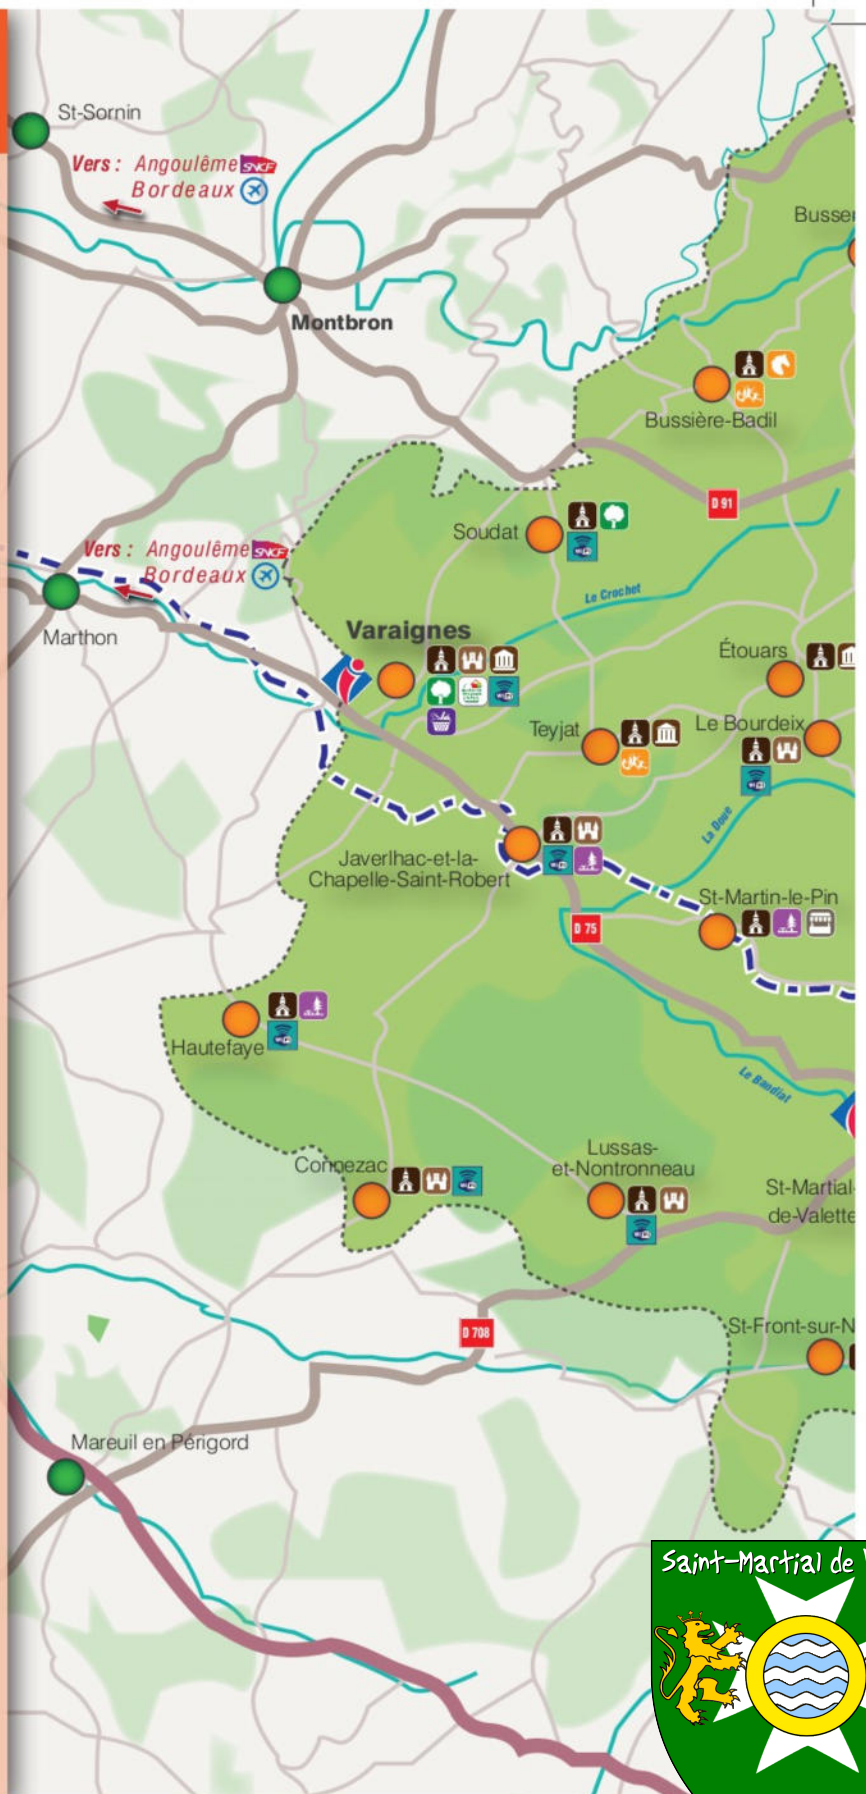 St-Sornin
Vers : Angoulême SNCF
Bordeaux
Montbron
Busser
Bussière-Badil
D 91
Soudat
Vers : Angoulême SNCF
Bordeaux
Le Crochet
Marthon
Varaignes
Étouars
Teyjat
Le Bourdeix
La Doue
Javerlhac-et-la-
Chapelle-Saint-Robert
St-Martin-le-Pin
D 75
Hautefaye
Le Bandiat
Connezac
Lussas-
et-Nontronneau
St-Martial-
de-Valette
D 708
St-Front-sur-N
Mareuil en Périgord
Saint-Martial de